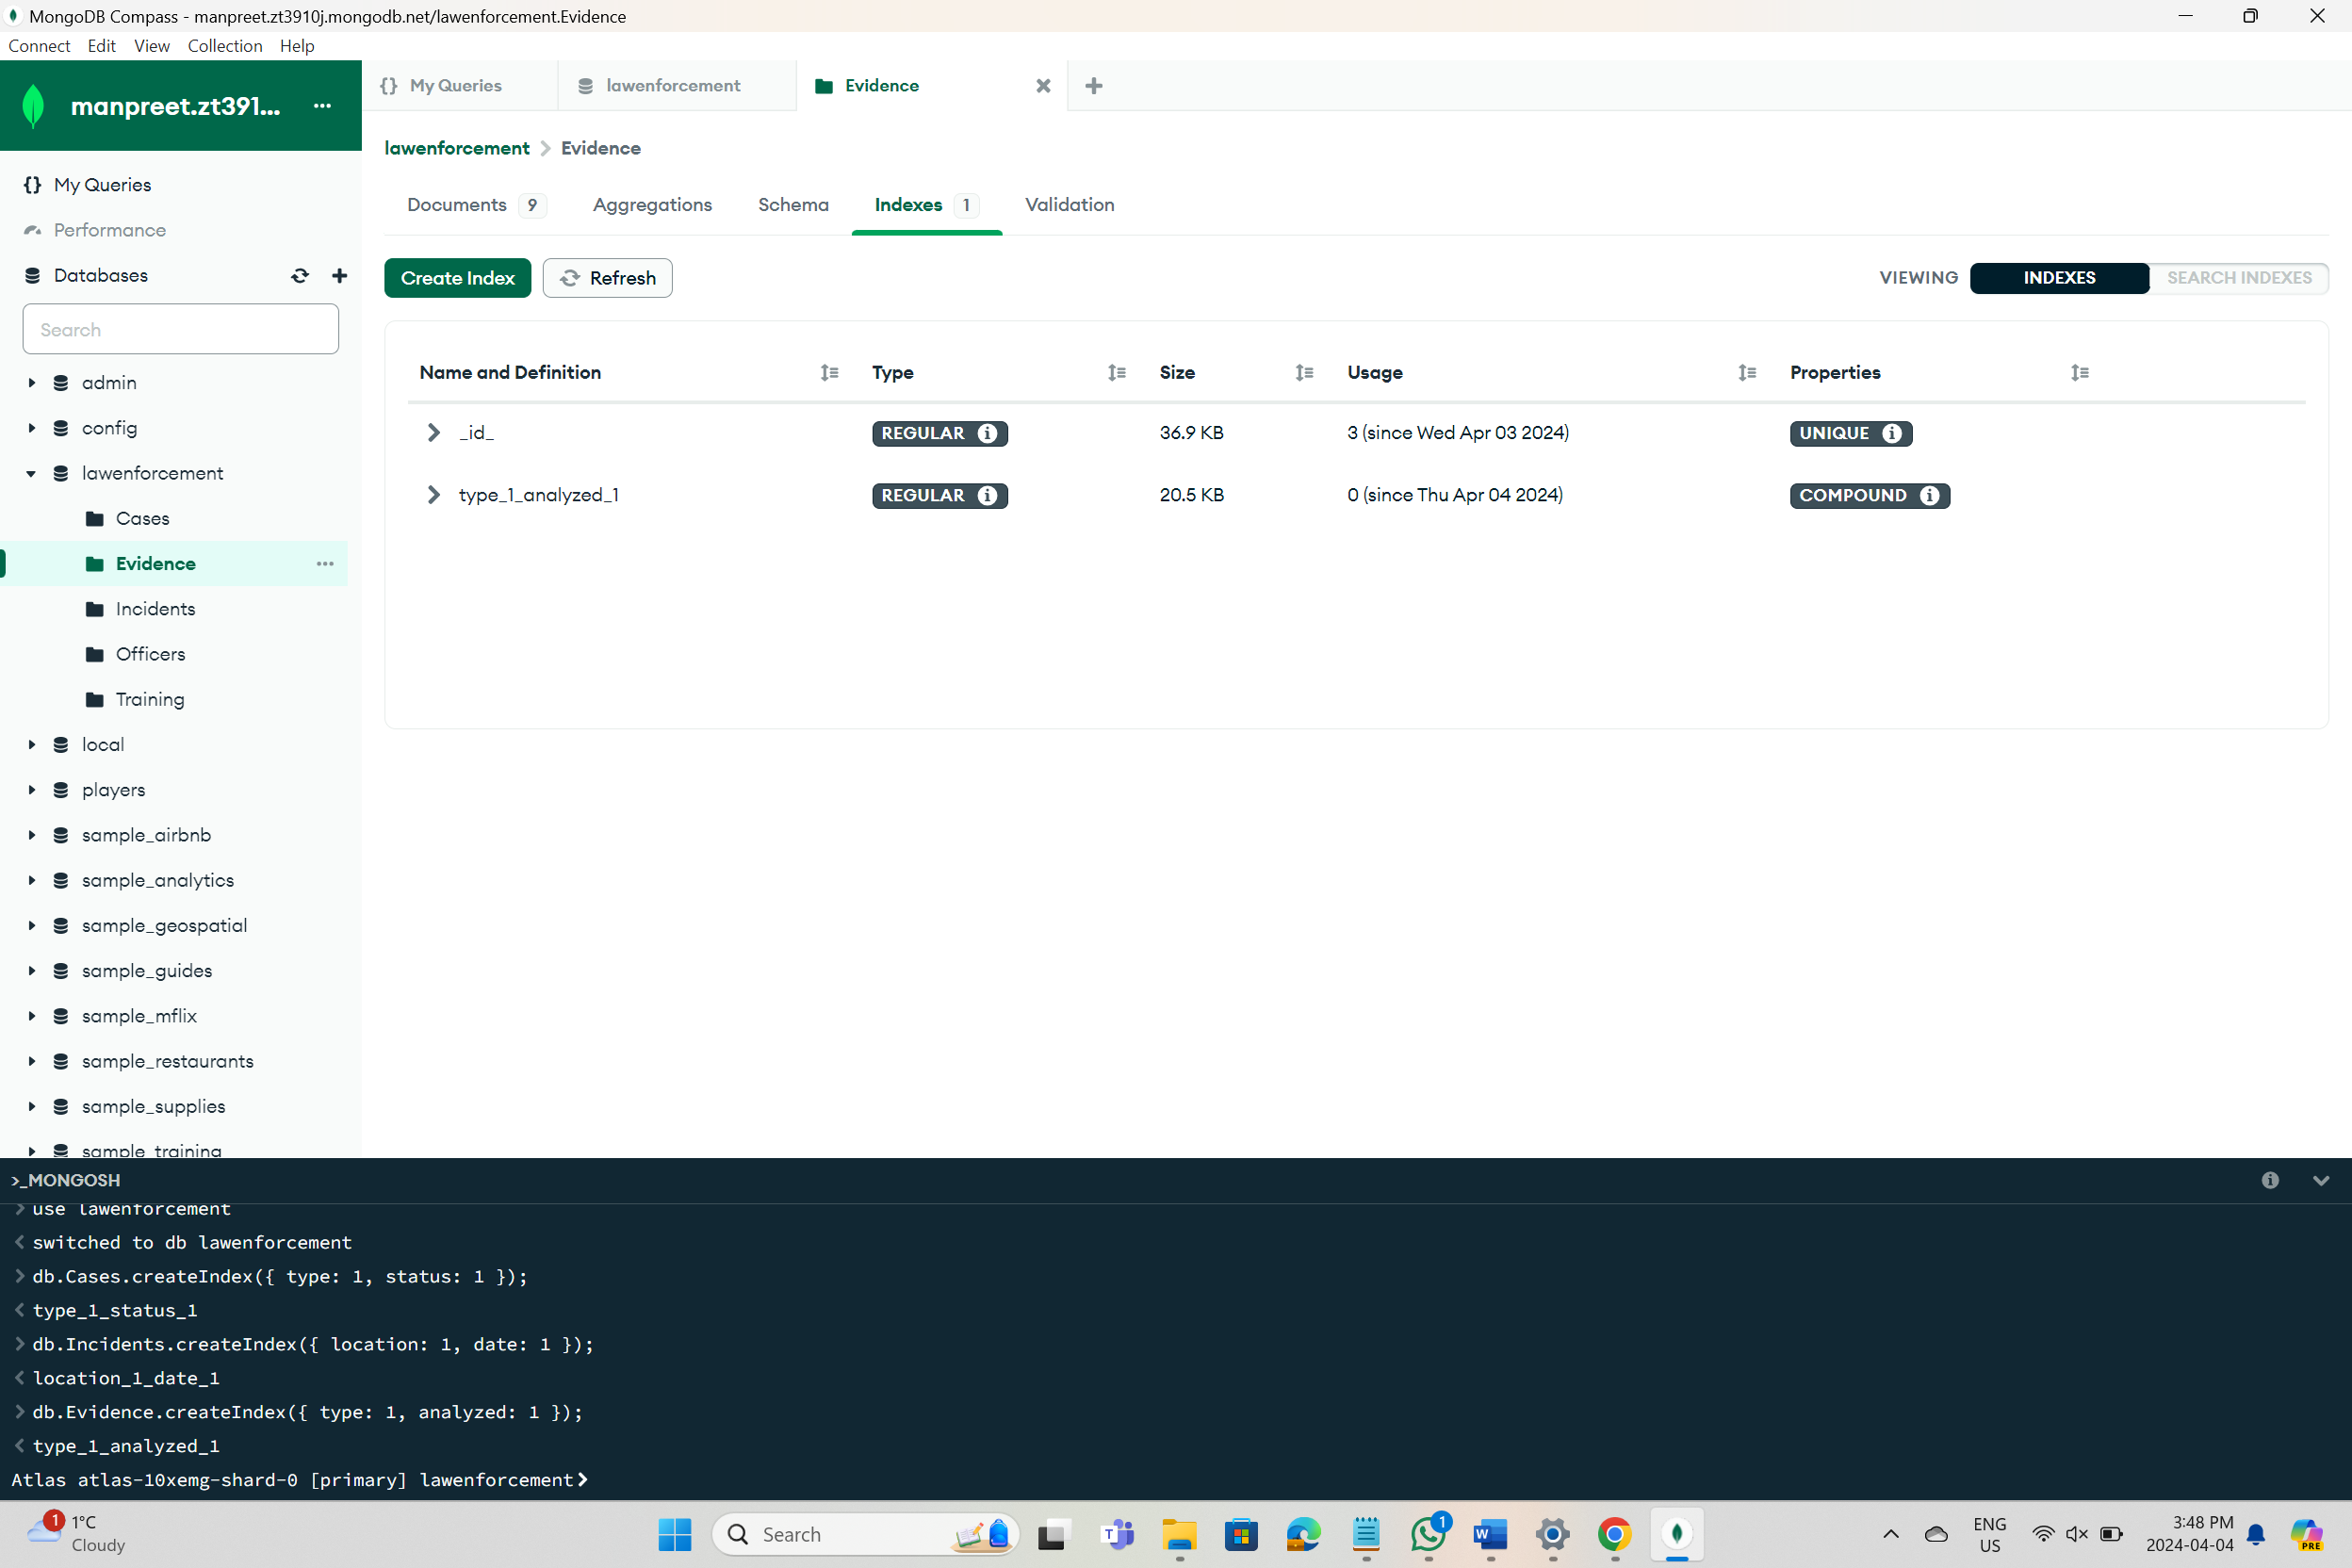 MongoDB Compass - manpreet.zt3910j.mongodb.net/lawenforcement.Evidence
Connect Edit View Collection Help
manpreet.zt391... ...
{} My Queries
lawenforcement
Evidence
lawenforcement > Evidence
My Queries
Performance
Databases
Search
admin
config
lawenforcement
Cases
Evidence ...
Incidents
Officers
Training
local
players
sample_airbnb
sample_analytics
sample_geospatial
sample_guides
sample_mflix
sample_restaurants
sample_supplies
sample_training
Documents 9 Aggregations Schema Indexes 1 Validation
Create Index Refresh VIEWING INDEXES SEARCH INDEXES
Name and Definition Type Size Usage Properties
_id_ REGULAR 36.9 KB 3 (since Wed Apr 03 2024) UNIQUE
type_1_analyzed_1 REGULAR 20.5 KB 0 (since Thu Apr 04 2024) COMPOUND
>_MONGOSH
> use lawenforcement
< switched to db lawenforcement
> db.Cases.createIndex({ type: 1, status: 1 });
< type_1_status_1
> db.Incidents.createIndex({ location: 1, date: 1 });
< location_1_date_1
> db.Evidence.createIndex({ type: 1, analyzed: 1 });
< type_1_analyzed_1
Atlas atlas-10xemg-shard-0 [primary] lawenforcement>
1
1°C
Cloudy
Search
T
1
W
ENG
US
3:48 PM
2024-04-04
PRE